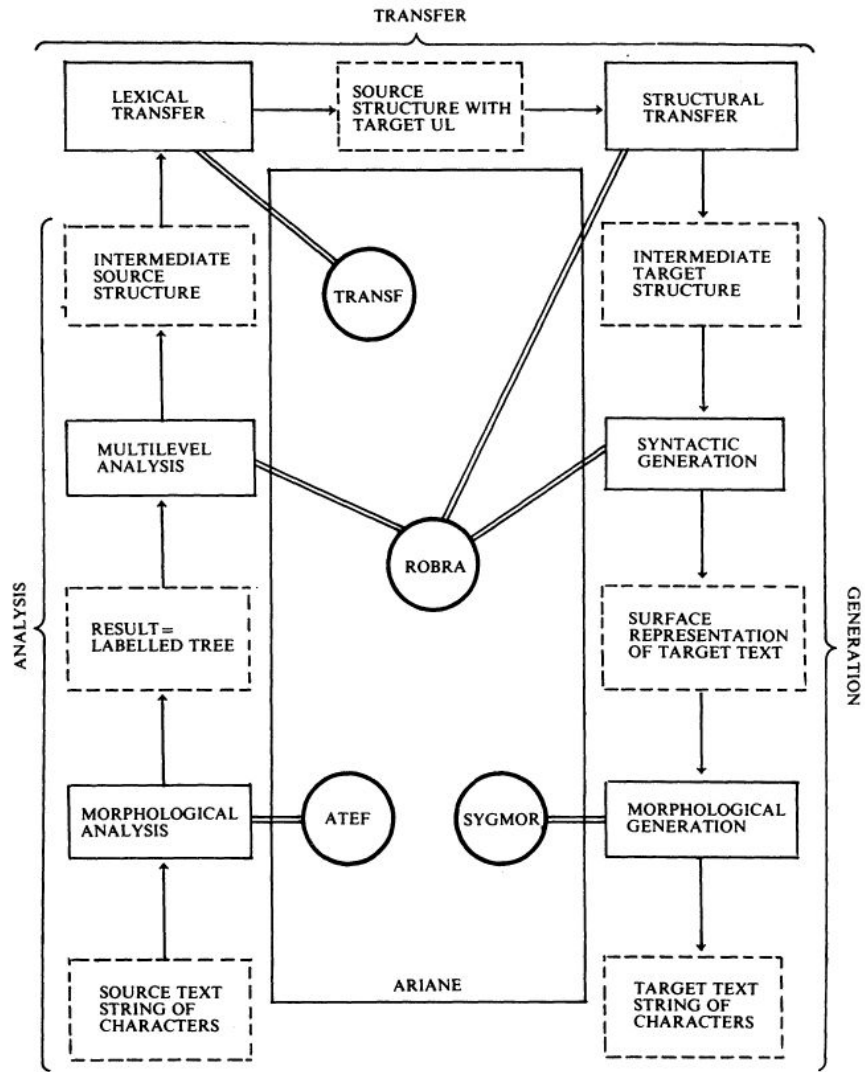 TRANSFER
LEXICAL
TRANSFER
SOURCE
STRUCTURE WITH
TARGET UL
STRUCTURAL
TRANSFER
INTERMEDIATE
SOURCE
STRUCTURE
TRANSF
INTERMEDIATE
TARGET
STRUCTURE
MULTILEVEL
ANALYSIS
SYNTACTIC
GENERATION
ROBRA
ANALYSIS
RESULT=
LABELLED TREE
SURFACE
REPRESENTATION
OF TARGET TEXT
GENERATION
MORPHOLOGICAL
ANALYSIS
ATEF
SYGMOR
MORPHOLOGICAL
GENERATION
SOURCE TEXT
STRING OF
CHARACTERS
ARIANE
TARGET TEXT
STRING OF
CHARACTERS